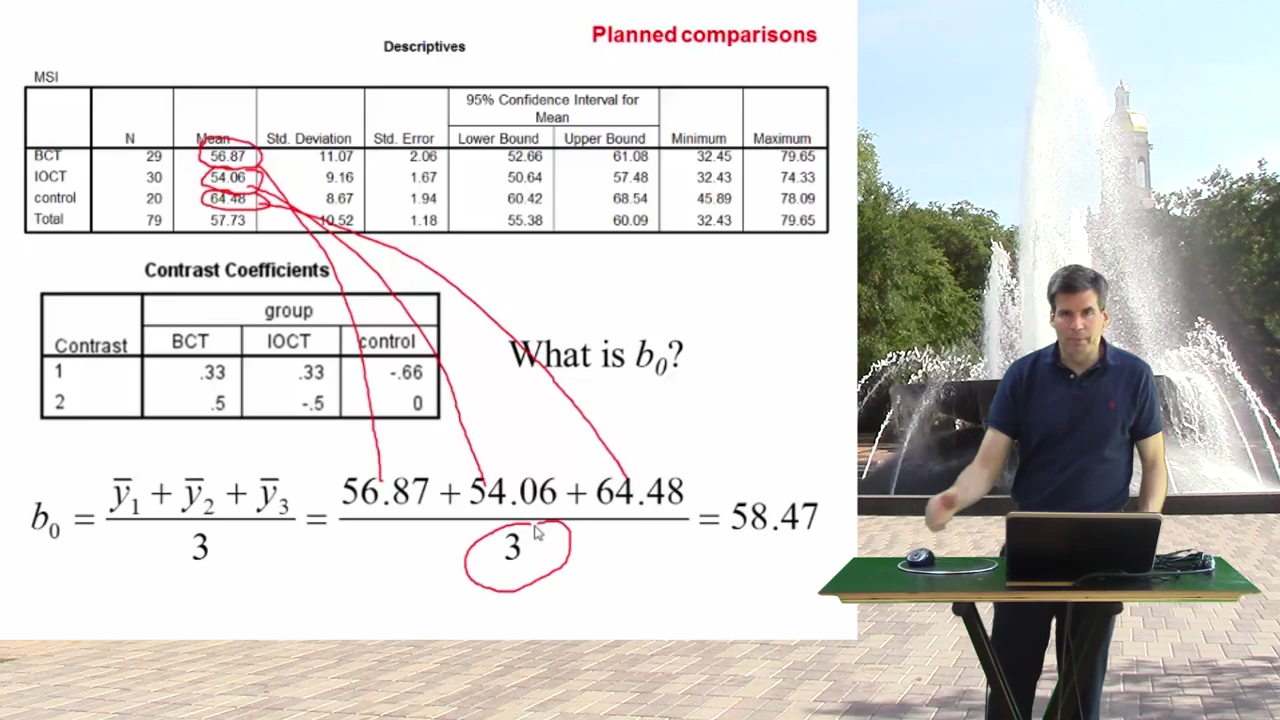 Planned comparisons
Descriptives
MSI
95% Confidence Interval for
Mean
N Mean Std. Deviation Std. Error Lower Bound Upper Bound Minimum Maximum
BCT 29 56.87 11.07 2.06 52.66 61.08 32.45 79.65
IOCT 30 54.06 9.16 1.67 50.64 57.48 32.43 74.33
control 20 64.48 8.67 1.94 60.42 68.54 45.89 78.09
Total 79 57.73 10.52 1.18 55.38 60.09 32.43 79.65
Contrast Coefficients
group
Contrast BCT IOCT control
1 .33 .33 -.66
2 .5 -.5 0
What is b₀?
b₀ = (ȳ₁ + ȳ₂ + ȳ₃) / 3 = (56.87 + 54.06 + 64.48) / 3 = 58.47